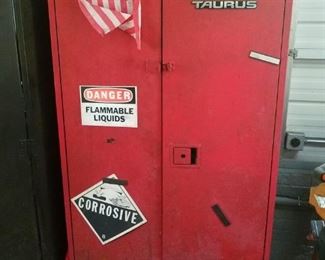 TAURUS
DANGER
FLAMMABLE
LIQUIDS
CORROSIVE